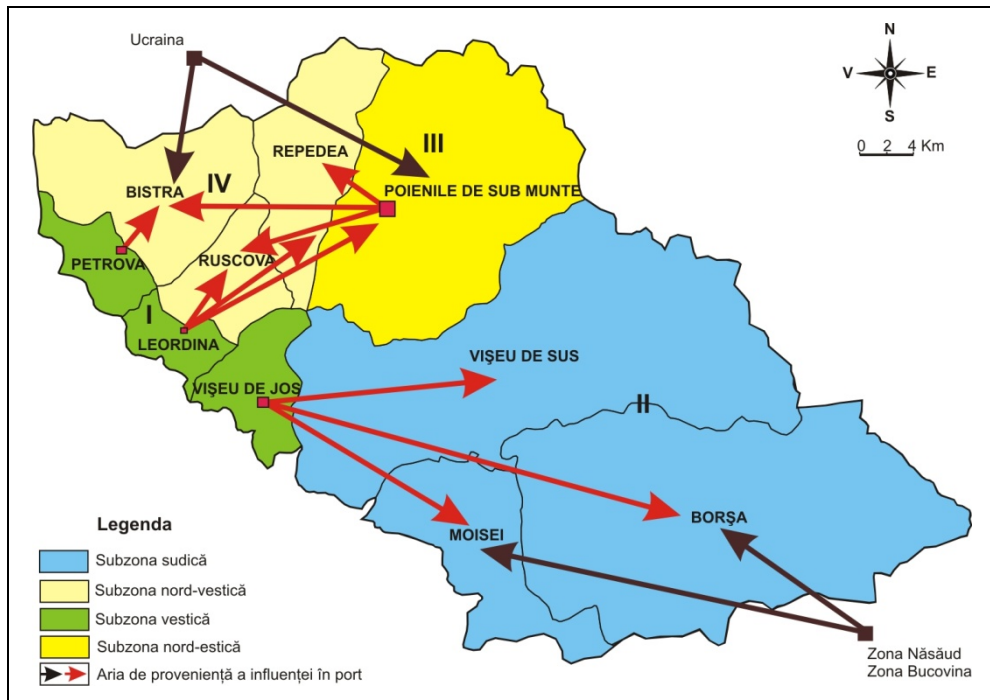 Ucraina
N
V
E
S
0 2 4 Km
III
REPEDEA
POIENILE DE SUB MUNTE
BISTRA
IV
RUSCOVA
PETROVA
I
LEORDINA
VIŞEU DE SUS
VIŞEU DE JOS
II
BORŞA
MOISEI
Legenda
Subzona sudică
Subzona nord-vestică
Subzona vestică
Subzona nord-estică
Aria de proveniență a influenței în port
Zona Năsăud
Zona Bucovina